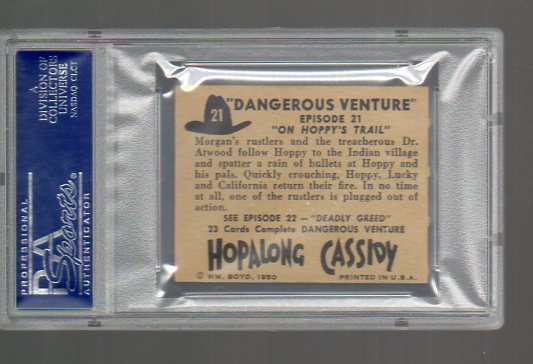 A
DIVISION OF
COLLECTORS
UNIVERSE
NASDAQ CLCT
PROFESSIONAL
PSA
Sports®
AUTHENTICATOR
21
"DANGEROUS VENTURE"
EPISODE 21
"ON HOPPY'S TRAIL"
Morgan's rustlers and the treacherous Dr.
Atwood follow Hoppy to the Indian village
and spatter a rain of bullets at Hoppy and
his pals. Quickly crouching, Hoppy, Lucky
and California return their fire. In no time
at all, one of the rustlers is plugged out of
action.
SEE EPISODE 22 — "DEADLY GREED"
23 Cards Complete DANGEROUS VENTURE
HOPALONG CASSIDY
© WM. BOYD, 1950 PRINTED IN U.S.A.